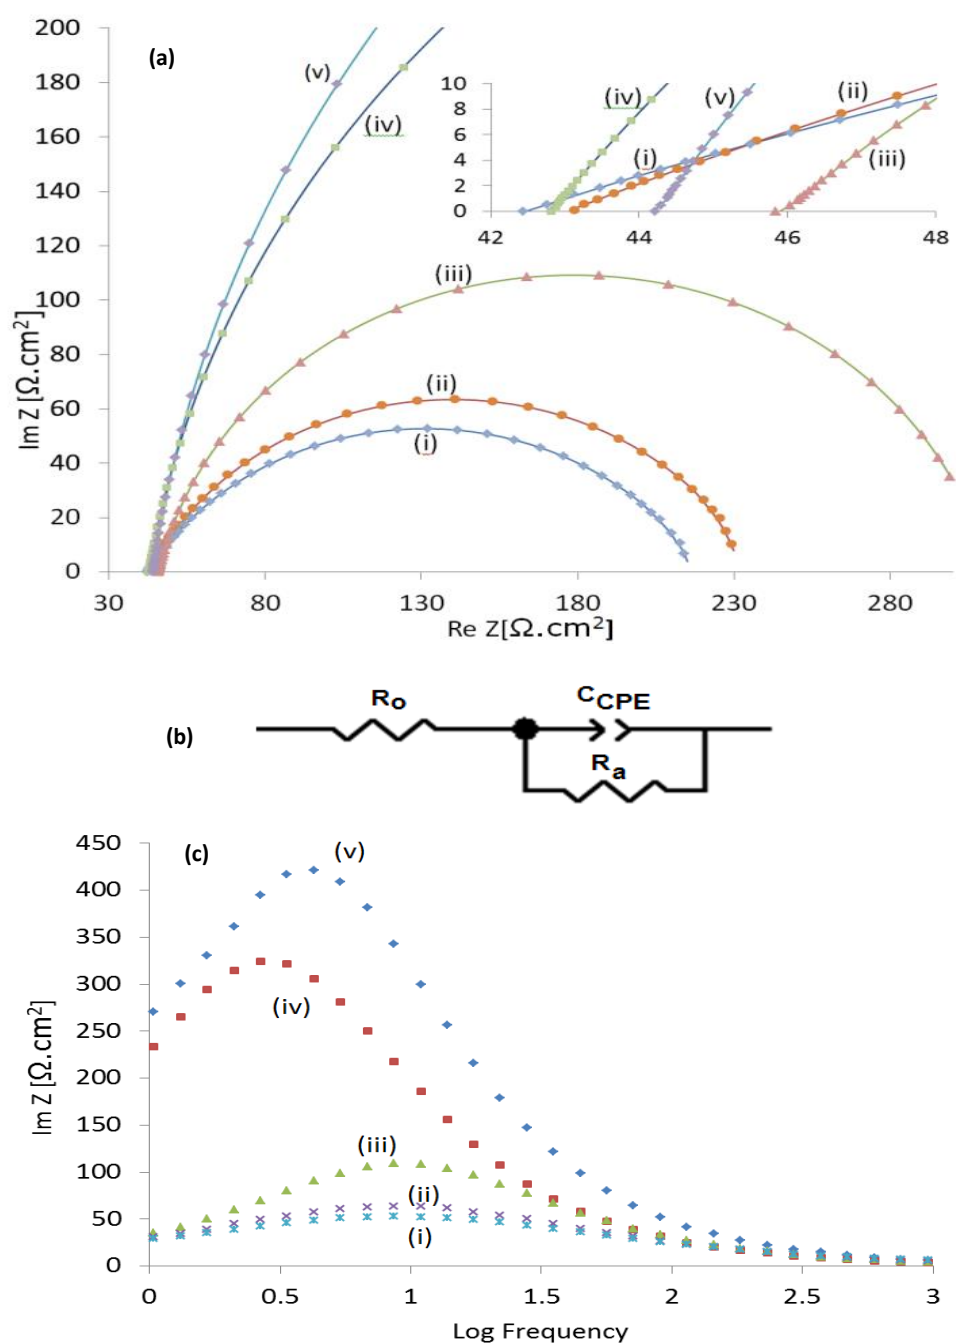 (a)
200
180
160
140
120
100
80
60
40
20
0
Im Z [Ω.cm²]
30 80 130 180 230 280
Re Z[Ω.cm²]
(v)
(iv)
(iii)
(ii)
(i)
10
8
6
4
2
0
42 44 46 48
(iv)
(v)
(ii)
(i)
(iii)
(b)
Ro
CCPE
Ra
(c)
450
400
350
300
250
200
150
100
50
0
Im Z [Ω.cm²]
0 0.5 1 1.5 2 2.5 3
Log Frequency
(v)
(iv)
(iii)
(ii)
(i)